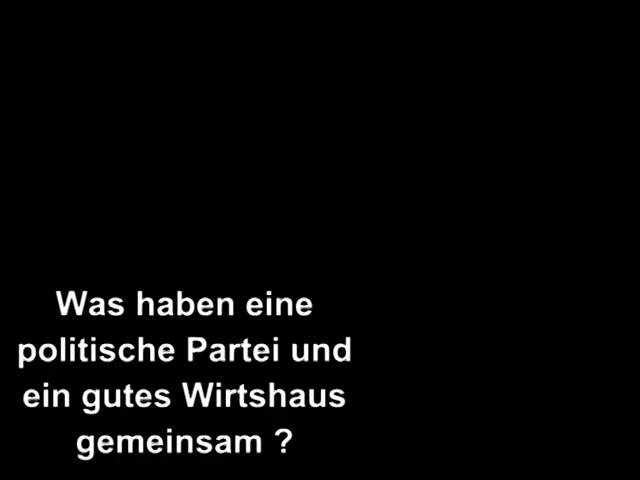 Was haben eine
politische Partei und
ein gutes Wirtshaus
gemeinsam ?